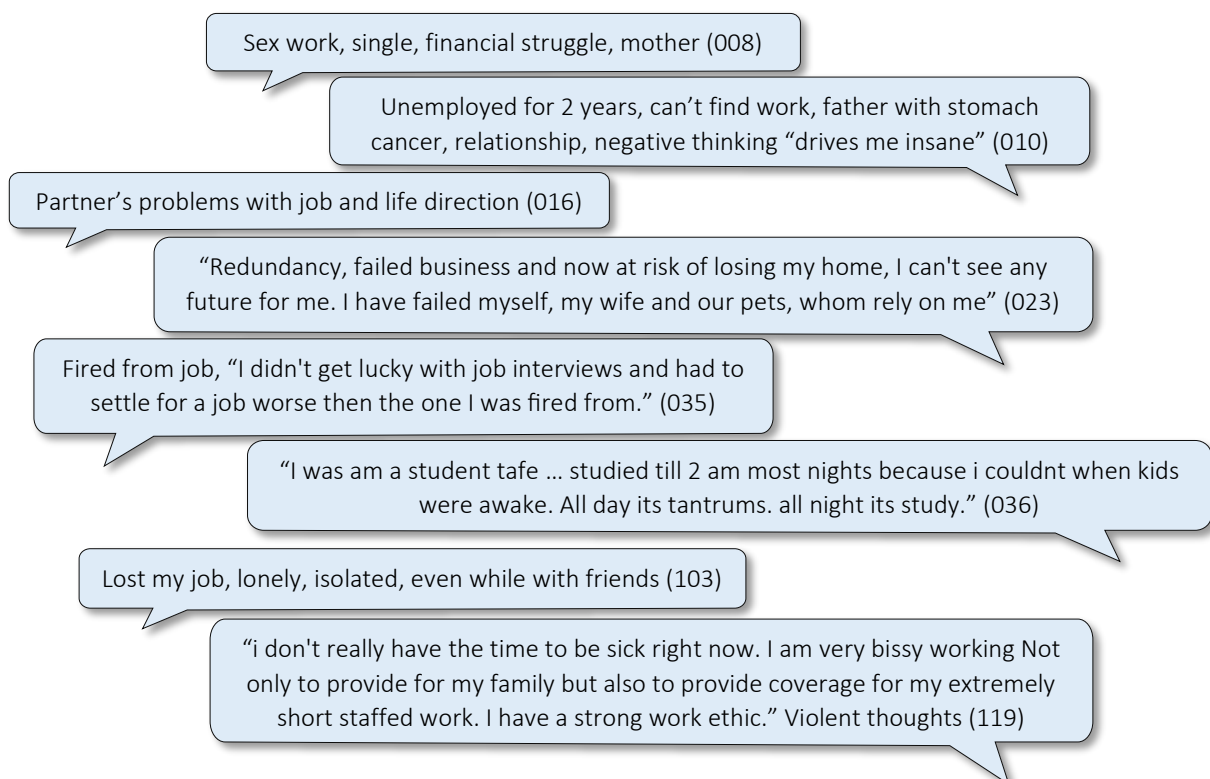 Sex work, single, financial struggle, mother (008)
Unemployed for 2 years, can’t find work, father with stomach
cancer, relationship, negative thinking “drives me insane” (010)
Partner’s problems with job and life direction (016)
“Redundancy, failed business and now at risk of losing my home, I can't see any
future for me. I have failed myself, my wife and our pets, whom rely on me” (023)
Fired from job, “I didn't get lucky with job interviews and had to
settle for a job worse then the one I was fired from.” (035)
“I was am a student tafe ... studied till 2 am most nights because i couldnt when kids
were awake. All day its tantrums. all night its study.” (036)
Lost my job, lonely, isolated, even while with friends (103)
“i don't really have the time to be sick right now. I am very bissy working Not
only to provide for my family but also to provide coverage for my extremely
short staffed work. I have a strong work ethic.” Violent thoughts (119)